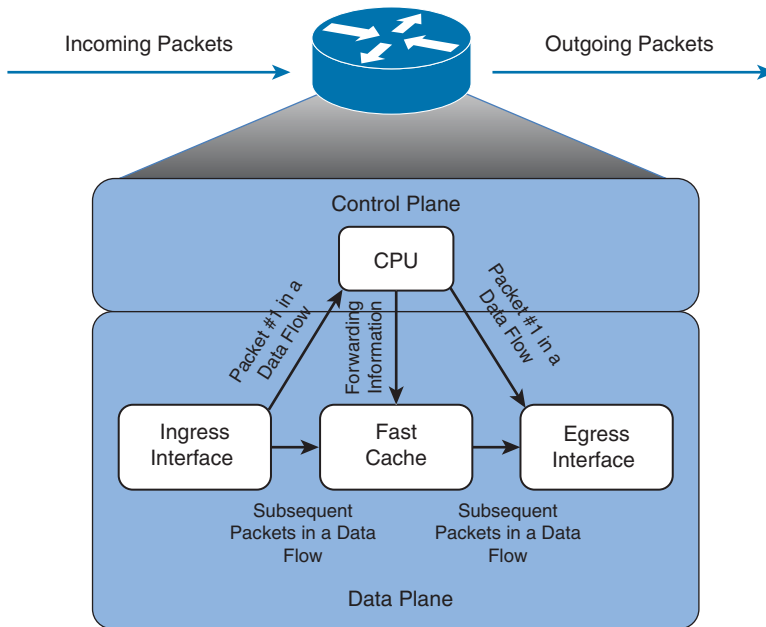 Incoming Packets
Outgoing Packets
Control Plane
CPU
Packet #1 in a
Data Flow
Forwarding
Information
Packet #1 in a
Data Flow
Ingress
Interface
Fast
Cache
Egress
Interface
Subsequent
Packets in a Data
Flow
Subsequent
Packets in a Data
Flow
Data Plane